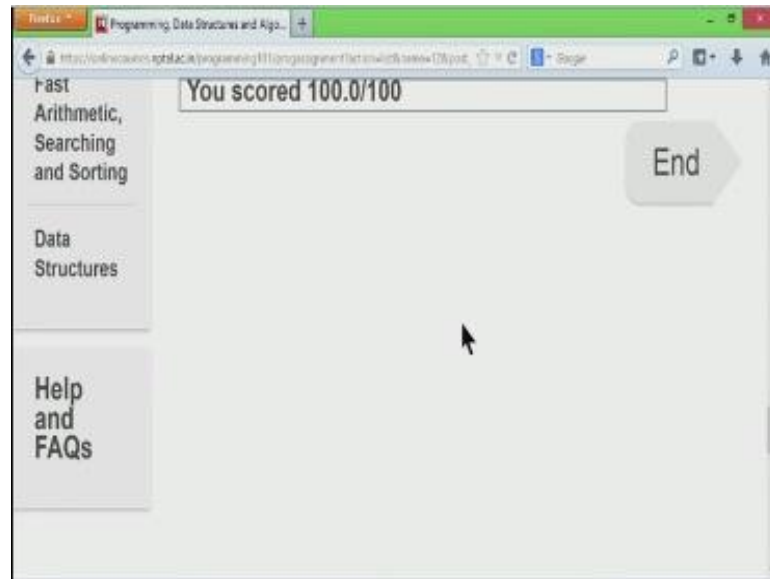 Firefox
Programming, Data Structures and Algo...
Google
You scored 100.0/100
Fast
Arithmetic,
Searching
and Sorting
End
Data
Structures
Help
and
FAQs